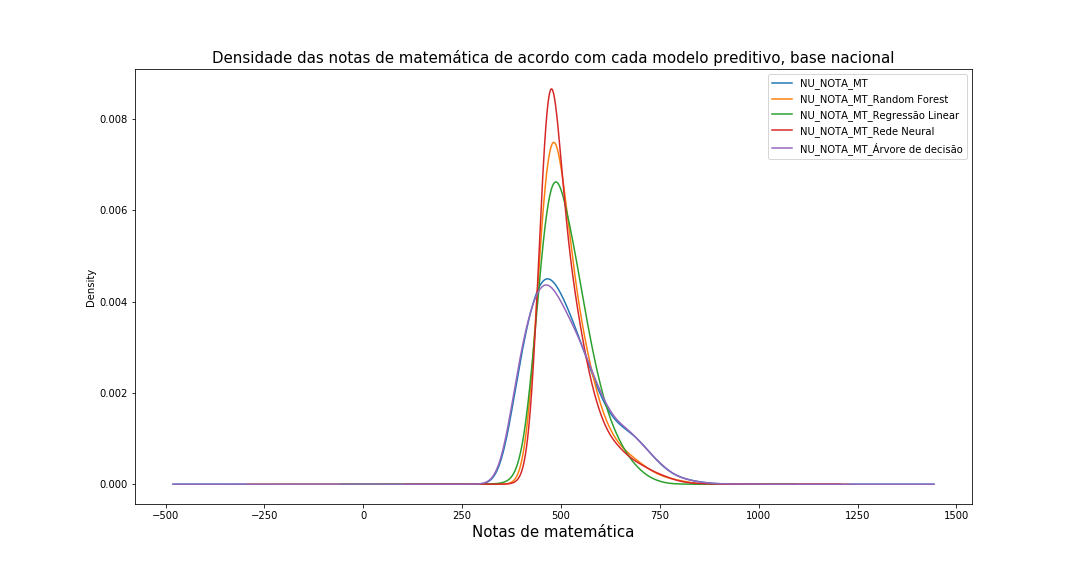 Densidade das notas de matemática de acordo com cada modelo preditivo, base nacional
NU_NOTA_MT
NU_NOTA_MT_Random Forest
NU_NOTA_MT_Regressão Linear
NU_NOTA_MT_Rede Neural
NU_NOTA_MT_Árvore de decisão
0.008
0.006
0.004
0.002
0.000
Density
−500 −250 0 250 500 750 1000 1250 1500
Notas de matemática